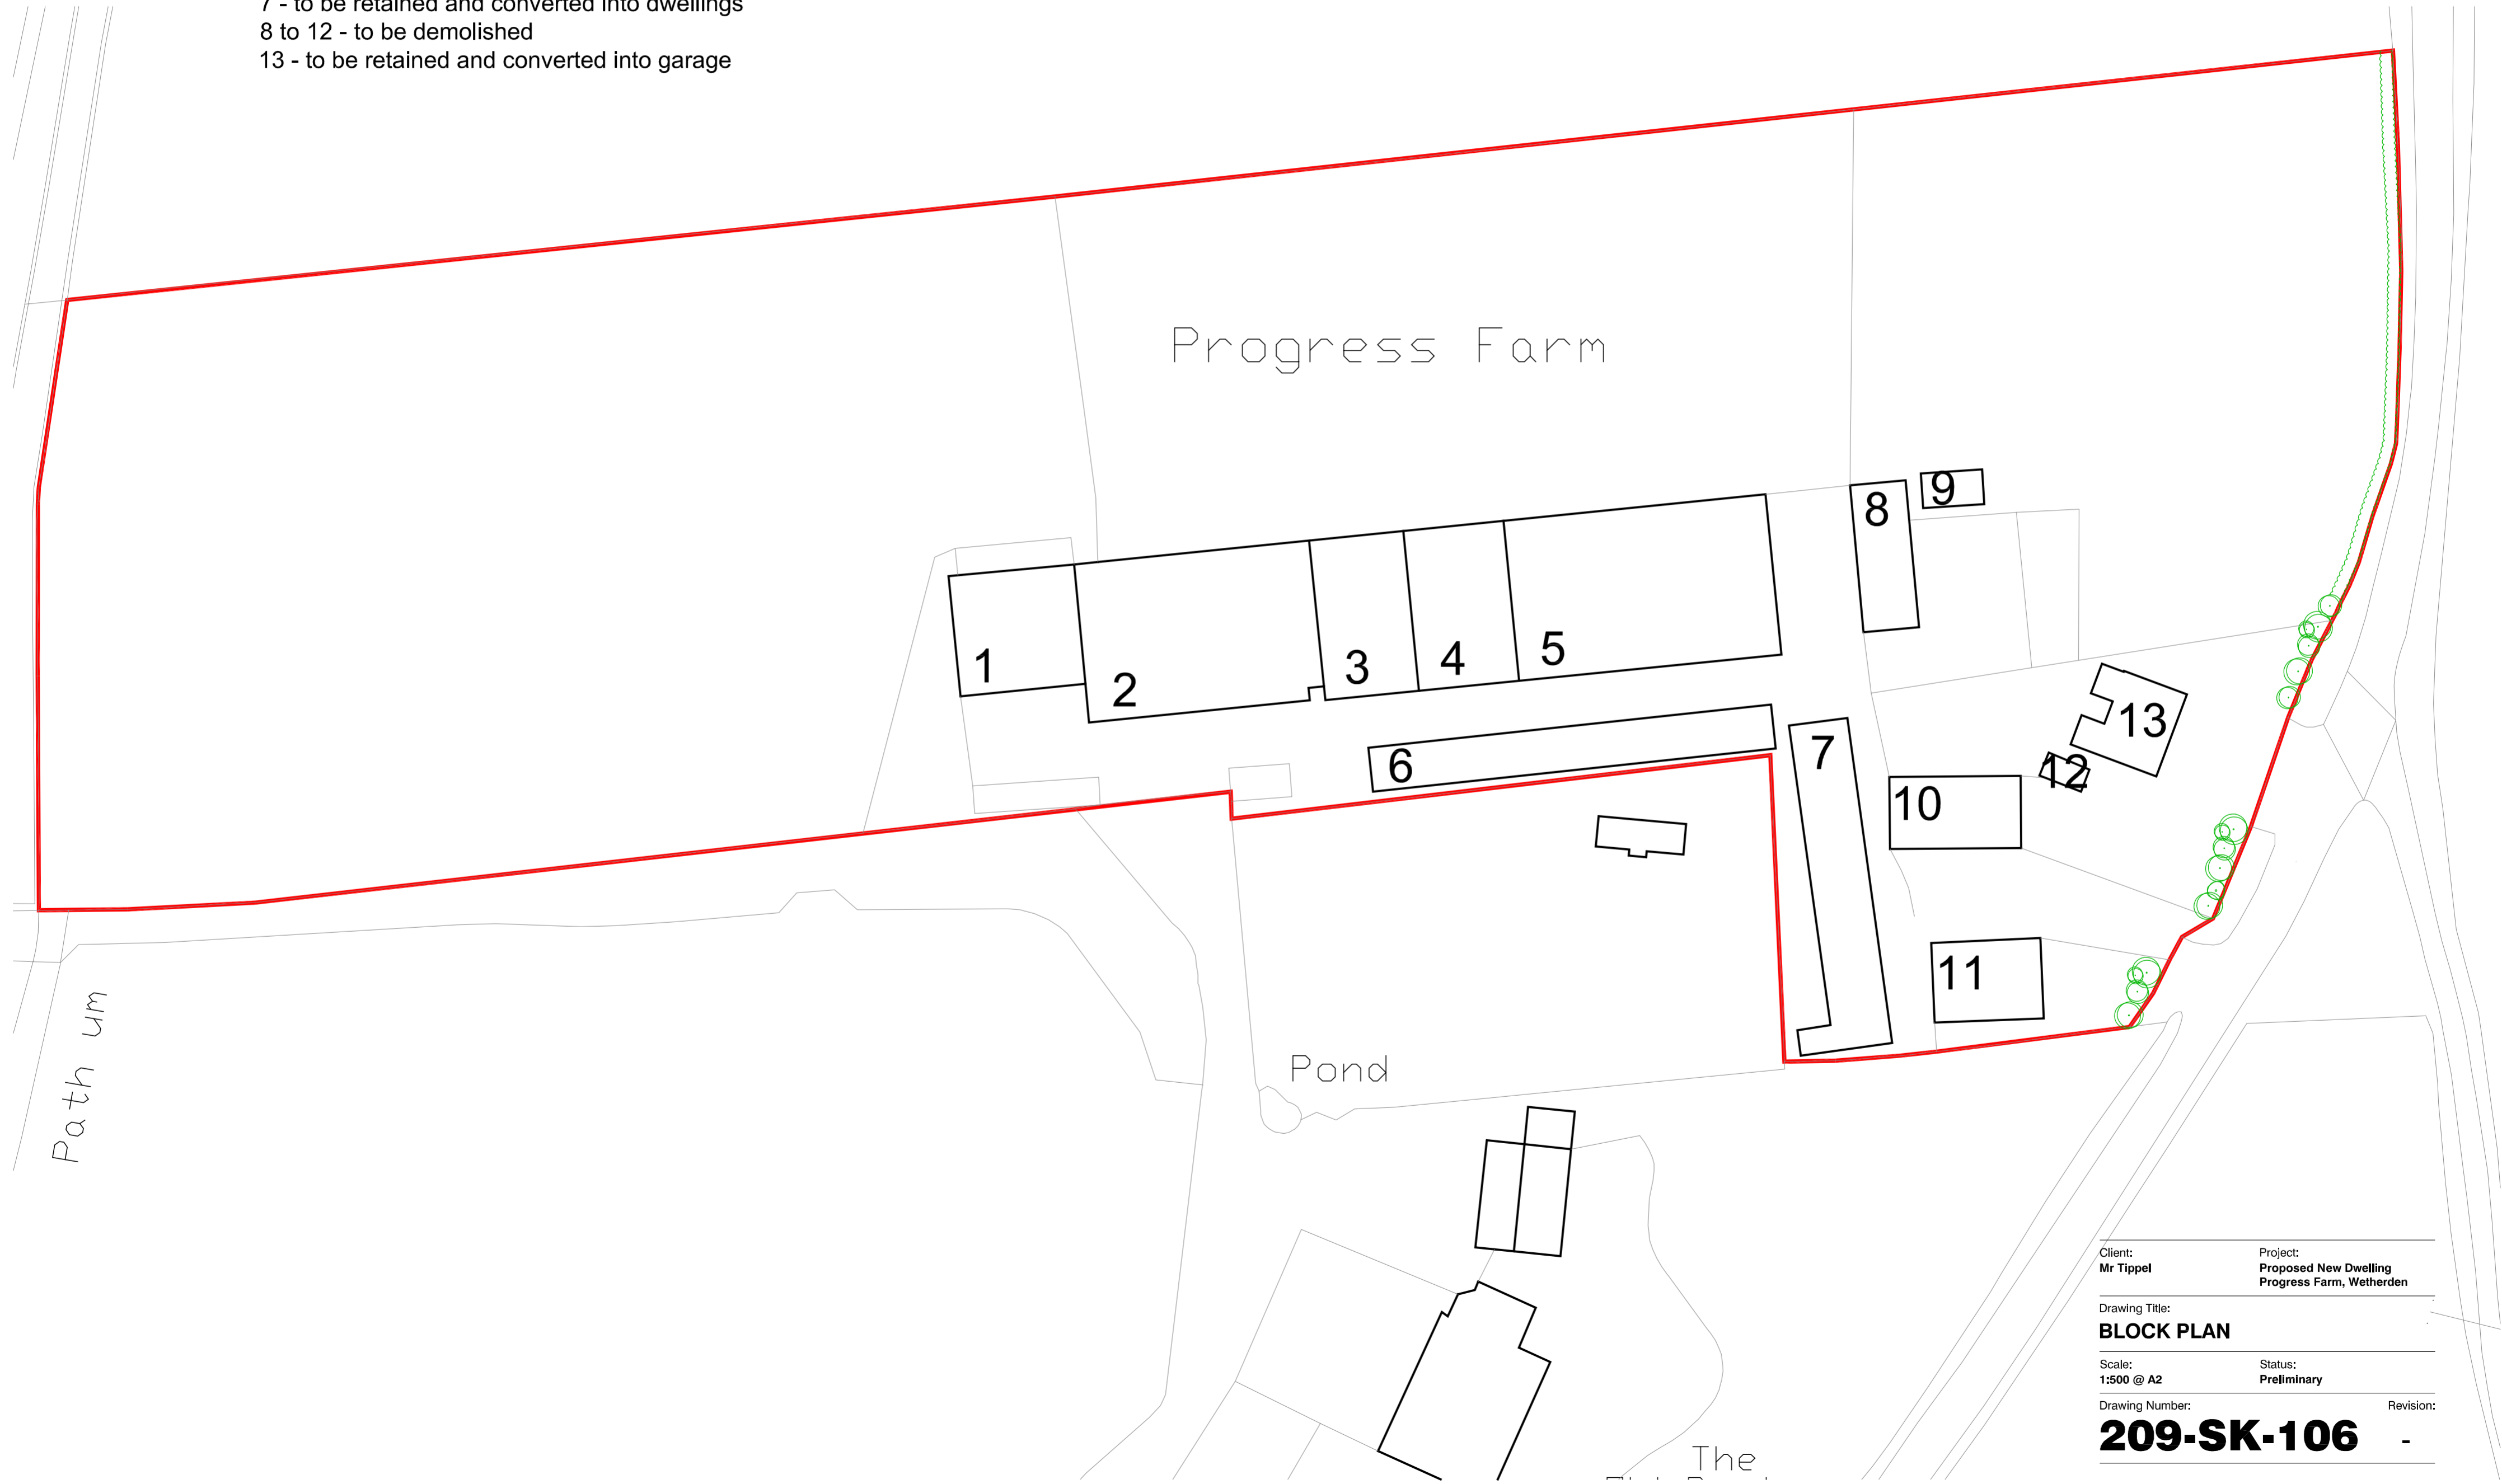 7 - to be retained and converted into dwellings
8 to 12 - to be demolished
13 - to be retained and converted into garage
Progress Farm
9
8
1
2
3
4
5
6
7
13
12
10
11
Path um
Pond
The
Client:
Mr Tippel
Project:
Proposed New Dwelling
Progress Farm, Wetherden
Drawing Title:
BLOCK PLAN
Scale:
1:500 @ A2
Status:
Preliminary
Drawing Number:
209-SK-106
Revision:
-